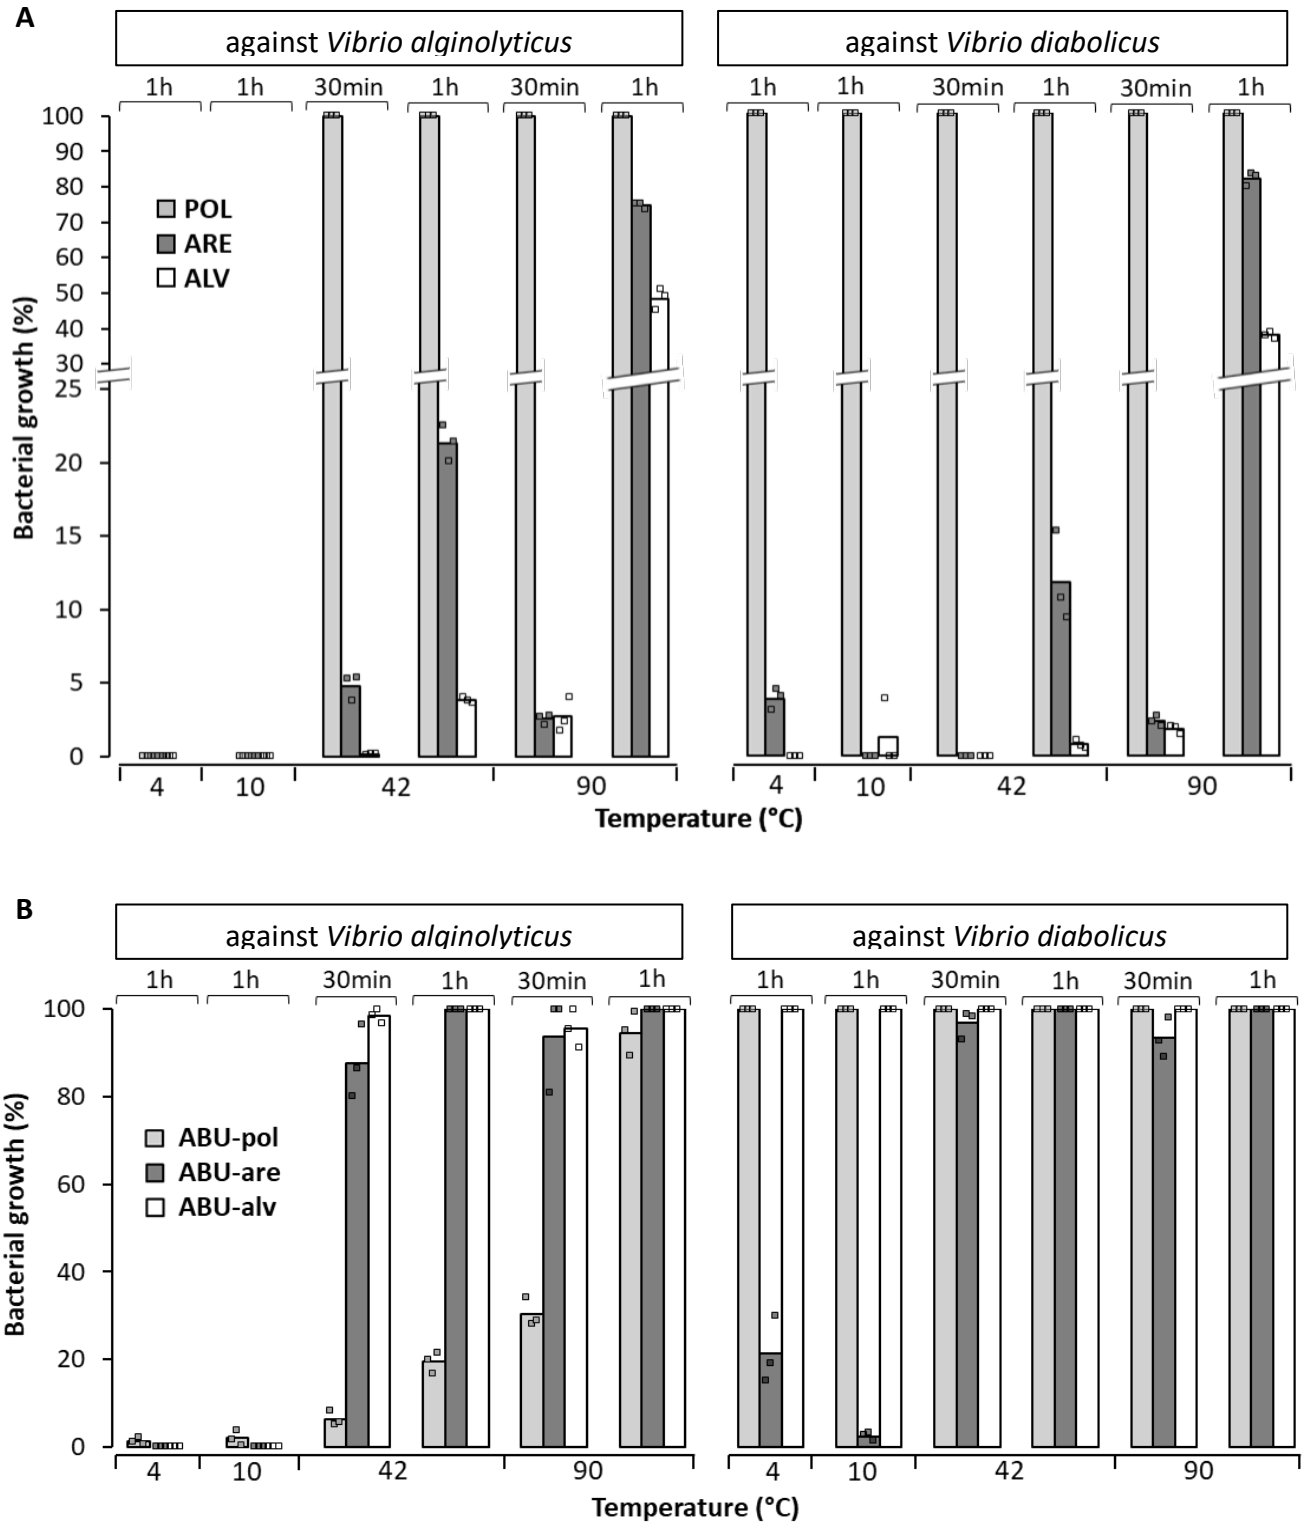 A
against Vibrio alginolyticus against Vibrio diabolicus
1h 1h 30min 1h 30min 1h 1h 1h 30min 1h 30min 1h
100
90
80
70
60
50
40
30
25
20
15
10
5
0
Bacterial growth (%)
POL
ARE
ALV
4 10 42 90 4 10 42 90
Temperature (°C)
B
against Vibrio alginolyticus against Vibrio diabolicus
1h 1h 30min 1h 30min 1h 1h 1h 30min 1h 30min 1h
100
80
60
40
20
0
Bacterial growth (%)
ABU-pol
ABU-are
ABU-alv
4 10 42 90 4 10 42 90
Temperature (°C)